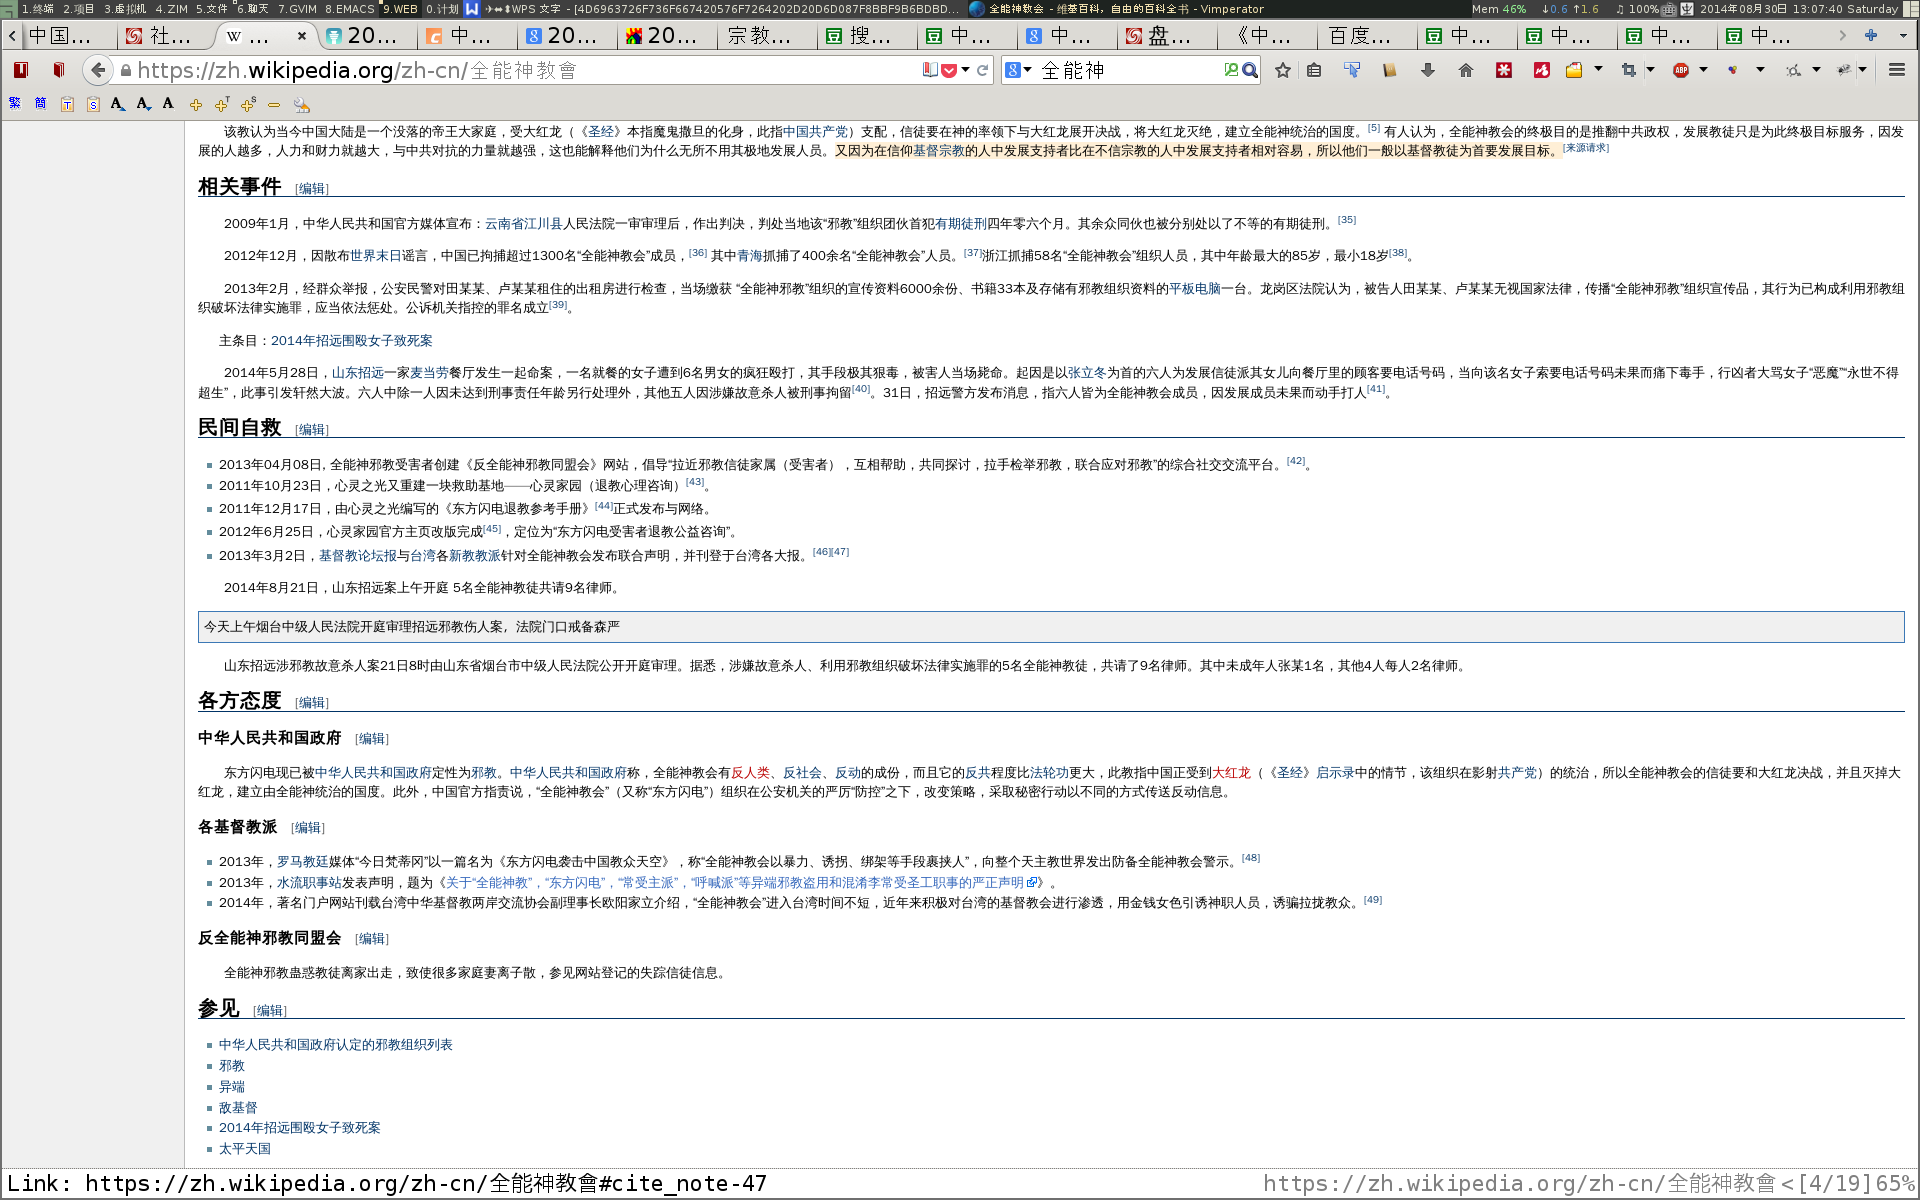 1.终端 2.项目 3.虚拟机 4.ZIM 5.文件 6.聊天 7.GVIM 8.EMACS 9.WEB 0.计划 WPS 文字 - [4D6963726F736F667420576F7264202D20D6D087F8BBF9B6BDBD... 全能神教会 - 维基百科，自由的百科全书 - Vimperator Mem 46% ↓0.6 ↑1.6 ♫ 100% 2014年08月30日 13:07:40 Saturday
中国... 社... W ... × 20... 中... 20... 20... 宗教... 搜... 中... 中... 盘... 《中... 百度... 中... 中... 中... 中...
https://zh.wikipedia.org/zh-cn/全能神教會 全能神
繁 簡
该教认为当今中国大陆是一个没落的帝王大家庭，受大红龙（《圣经》本指魔鬼撒旦的化身，此指中国共产党）支配，信徒要在神的率领下与大红龙展开决战，将大红龙灭绝，建立全能神统治的国度。[5] 有人认为，全能神教会的终极目的是推翻中共政权，发展教徒只是为此终极目标服务，因发
展的人越多，人力和财力就越大，与中共对抗的力量就越强，这也能解释他们为什么无所不用其极地发展人员。又因为在信仰基督宗教的人中发展支持者比在不信宗教的人中发展支持者相对容易，所以他们一般以基督教徒为首要发展目标。[来源请求]
相关事件 [编辑]
2009年1月，中华人民共和国官方媒体宣布：云南省江川县人民法院一审审理后，作出判决，判处当地该“邪教”组织团伙首犯有期徒刑四年零六个月。其余众同伙也被分别处以了不等的有期徒刑。[35]
2012年12月，因散布世界末日谣言，中国已拘捕超过1300名“全能神教会”成员，[36] 其中青海抓捕了400余名“全能神教会”人员。[37]浙江抓捕58名“全能神教会”组织人员，其中年龄最大的85岁，最小18岁[38]。
2013年2月，经群众举报，公安民警对田某某、卢某某租住的出租房进行检查，当场缴获 “全能神邪教”组织的宣传资料6000余份、书籍33本及存储有邪教组织资料的平板电脑一台。龙岗区法院认为，被告人田某某、卢某某无视国家法律，传播“全能神邪教”组织宣传品，其行为已构成利用邪教组
织破坏法律实施罪，应当依法惩处。公诉机关指控的罪名成立[39]。
主条目：2014年招远围殴女子致死案
2014年5月28日，山东招远一家麦当劳餐厅发生一起命案，一名就餐的女子遭到6名男女的疯狂殴打，其手段极其狠毒，被害人当场毙命。起因是以张立冬为首的六人为发展信徒派其女儿向餐厅里的顾客要电话号码，当向该名女子索要电话号码未果而痛下毒手，行凶者大骂女子“恶魔”“永世不得
超生”，此事引发轩然大波。六人中除一人因未达到刑事责任年龄另行处理外，其他五人因涉嫌故意杀人被刑事拘留[40]。31日，招远警方发布消息，指六人皆为全能神教会成员，因发展成员未果而动手打人[41]。
民间自救 [编辑]
2013年04月08日, 全能神邪教受害者创建《反全能神邪教同盟会》网站，倡导“拉近邪教信徒家属（受害者），互相帮助，共同探讨，拉手检举邪教，联合应对邪教”的综合社交交流平台。[42]。
2011年10月23日，心灵之光又重建一块救助基地——心灵家园（退教心理咨询）[43]。
2011年12月17日，由心灵之光编写的《东方闪电退教参考手册》[44]正式发布与网络。
2012年6月25日，心灵家园官方主页改版完成[45]，定位为“东方闪电受害者退教公益咨询”。
2013年3月2日，基督教论坛报与台湾各新教教派针对全能神教会发布联合声明，并刊登于台湾各大报。[46][47]
2014年8月21日，山东招远案上午开庭 5名全能神教徒共请9名律师。
今天上午烟台中级人民法院开庭审理招远邪教伤人案，法院门口戒备森严
山东招远涉邪教故意杀人案21日8时由山东省烟台市中级人民法院公开开庭审理。据悉，涉嫌故意杀人、利用邪教组织破坏法律实施罪的5名全能神教徒，共请了9名律师。其中未成年人张某1名，其他4人每人2名律师。
各方态度 [编辑]
中华人民共和国政府 [编辑]
东方闪电现已被中华人民共和国政府定性为邪教。中华人民共和国政府称，全能神教会有反人类、反社会、反动的成份，而且它的反共程度比法轮功更大，此教指中国正受到大红龙（《圣经》启示录中的情节，该组织在影射共产党）的统治，所以全能神教会的信徒要和大红龙决战，并且灭掉大
红龙，建立由全能神统治的国度。此外，中国官方指责说，“全能神教会”（又称“东方闪电”）组织在公安机关的严厉“防控”之下，改变策略，采取秘密行动以不同的方式传送反动信息。
各基督教派 [编辑]
2013年，罗马教廷媒体“今日梵蒂冈”以一篇名为《东方闪电袭击中国教众天空》，称“全能神教会以暴力、诱拐、绑架等手段裹挟人”，向整个天主教世界发出防备全能神教会警示。[48]
2013年，水流职事站发表声明，题为《关于“全能神教”，“东方闪电”，“常受主派”，“呼喊派”等异端邪教盗用和混淆李常受圣工职事的严正声明》。
2014年，著名门户网站刊载台湾中华基督教两岸交流协会副理事长欧阳家立介绍，“全能神教会”进入台湾时间不短，近年来积极对台湾的基督教会进行渗透，用金钱女色引诱神职人员，诱骗拉拢教众。[49]
反全能神邪教同盟会 [编辑]
全能神邪教蛊惑教徒离家出走，致使很多家庭妻离子散，参见网站登记的失踪信徒信息。
参见 [编辑]
中华人民共和国政府认定的邪教组织列表
邪教
异端
敌基督
2014年招远围殴女子致死案
太平天国
Link: https://zh.wikipedia.org/zh-cn/全能神教會#cite_note-47 https://zh.wikipedia.org/zh-cn/全能神教會 <[4/19]65%